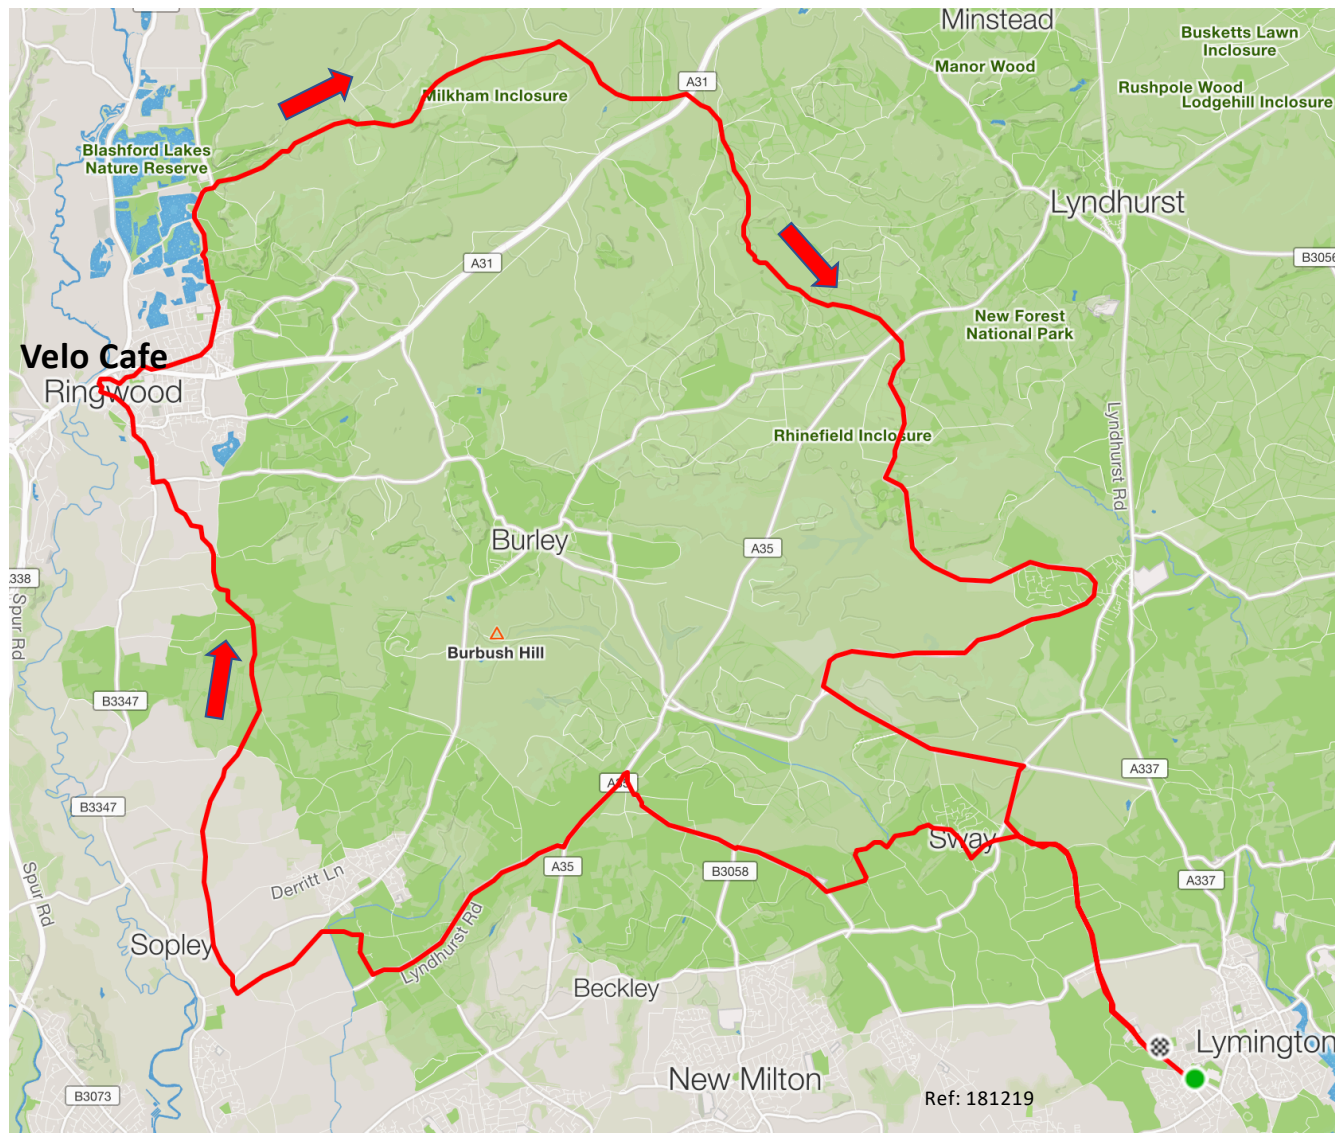 Minstead
Busketts Lawn
Inclosure
Manor Wood
A31
Rushpole Wood
Lodgehill Inclosure
Milkham Inclosure
Blashford Lakes
Nature Reserve
Lyndhurst
A31
B3056
New Forest
National Park
Velo Cafe
Ringwood
Lyndhurst Rd
Rhinefield Inclosure
Burley
A35
338
Spur Rd
Burbush Hill
B3347
A337
A35
B3347
Sway
A35
B3058
A337
Derritt Ln
Spur Rd
Lyndhurst Rd
Sopley
Beckley
Lymington
New Milton
B3073
Ref: 181219